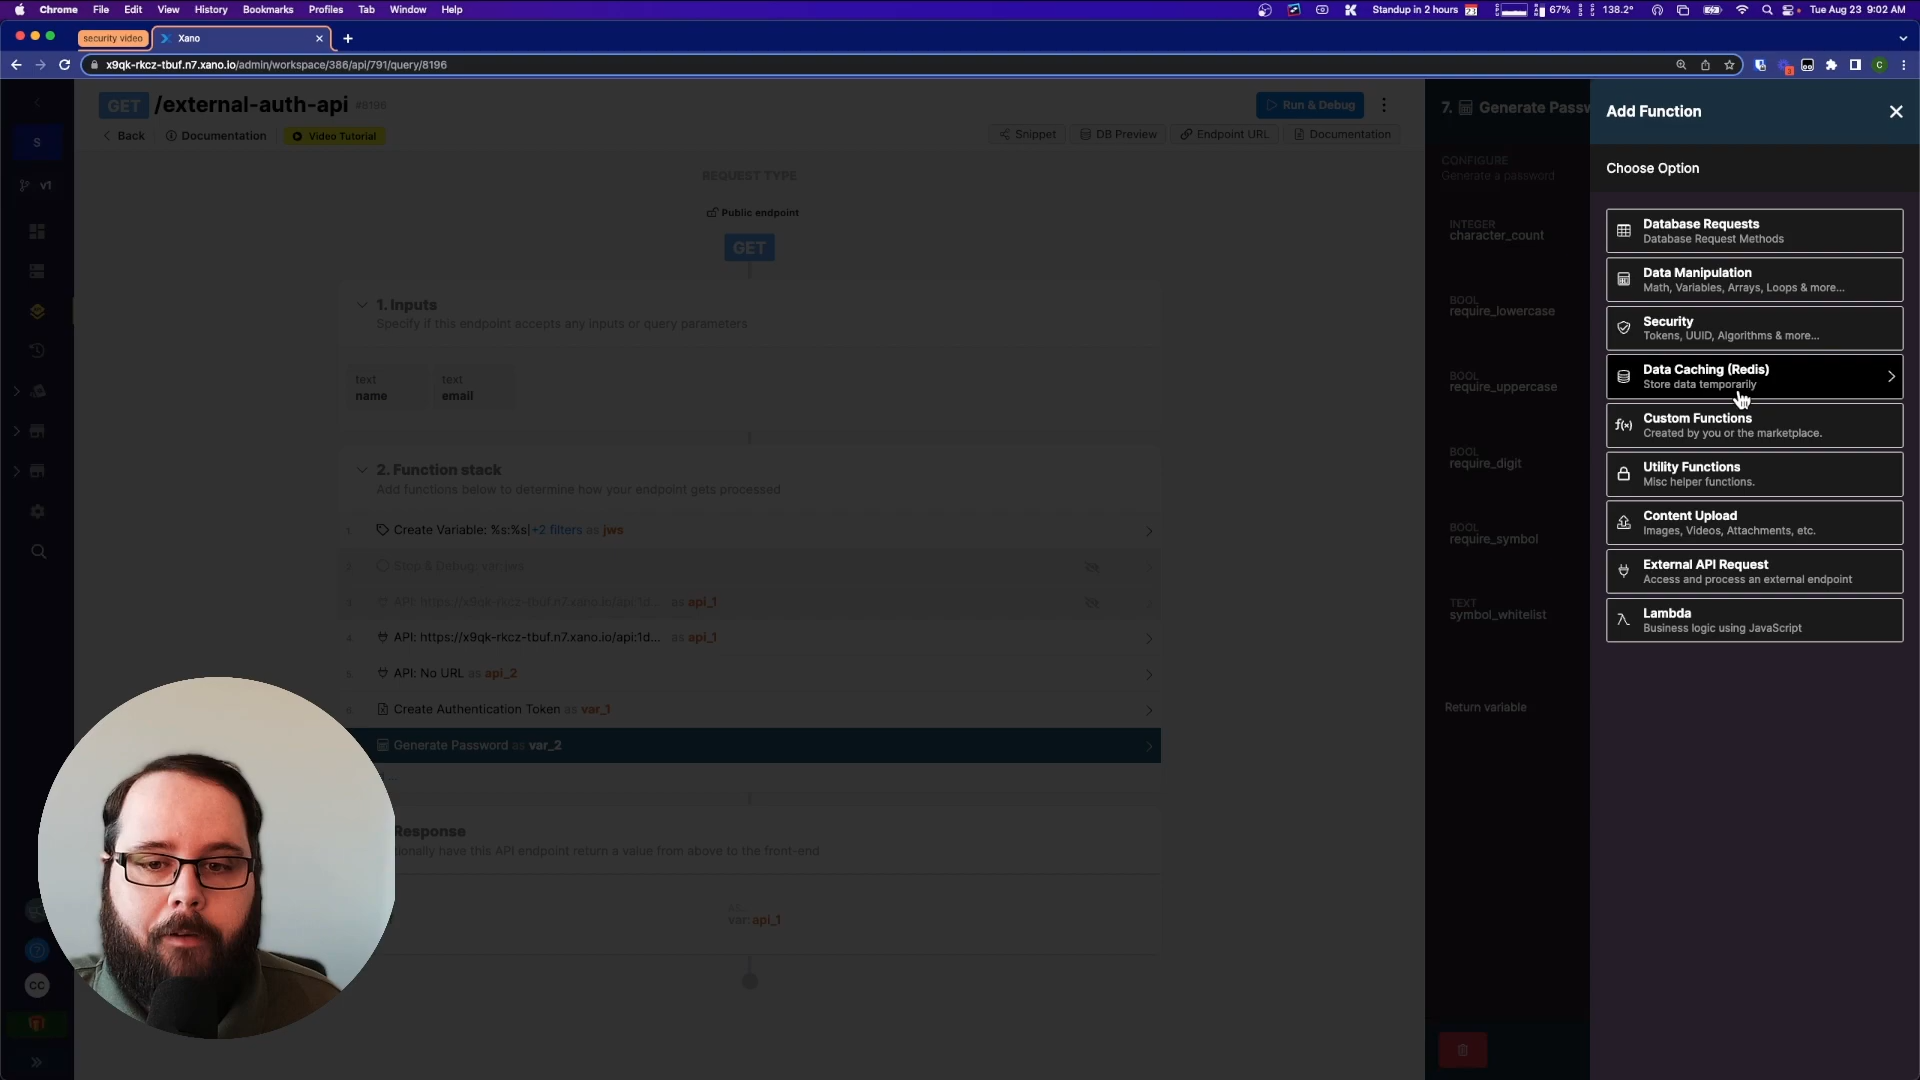 Chrome File Edit View History Bookmarks Profiles Tab Window Help
Standup in 2 hours 67% 138.2° Tue Aug 23 9:02 AM
security video Xano
x9qk-rkcz-tbuf.n7.xano.io/admin/workspace/386/api/791/query/8196
GET /external-auth-api #8196
Run & Debug
Back Documentation Video Tutorial
Snippet DB Preview Endpoint URL Documentation
S
v1
REQUEST TYPE
Public endpoint
GET
1. Inputs
Specify if this endpoint accepts any inputs or query parameters
text
name
text
email
2. Function stack
Add functions below to determine how your endpoint gets processed
1. Create Variable: %s:%s|+2 filters as jws
2. Stop & Debug: var:jws
3. API: https://x9qk-rkcz-tbuf.n7.xano.io/api:1d... as api_1
4. API: https://x9qk-rkcz-tbuf.n7.xano.io/api:1d... as api_1
5. API: No URL as api_2
6. Create Authentication Token as var_1
Generate Password as var_2
Response
tionally have this API endpoint return a value from above to the front-end
AS...
var:api_1
CC
7. Generate Passw
CONFIGURE
Generate a password
INTEGER
character_count
BOOL
require_lowercase
BOOL
require_uppercase
BOOL
require_digit
BOOL
require_symbol
TEXT
symbol_whitelist
Return variable
Add Function
Choose Option
Database Requests
Database Request Methods
Data Manipulation
Math, Variables, Arrays, Loops & more...
Security
Tokens, UUID, Algorithms & more...
Data Caching (Redis)
Store data temporarily
Custom Functions
Created by you or the marketplace.
Utility Functions
Misc helper functions.
Content Upload
Images, Videos, Attachments, etc.
External API Request
Access and process an external endpoint
Lambda
Business logic using JavaScript